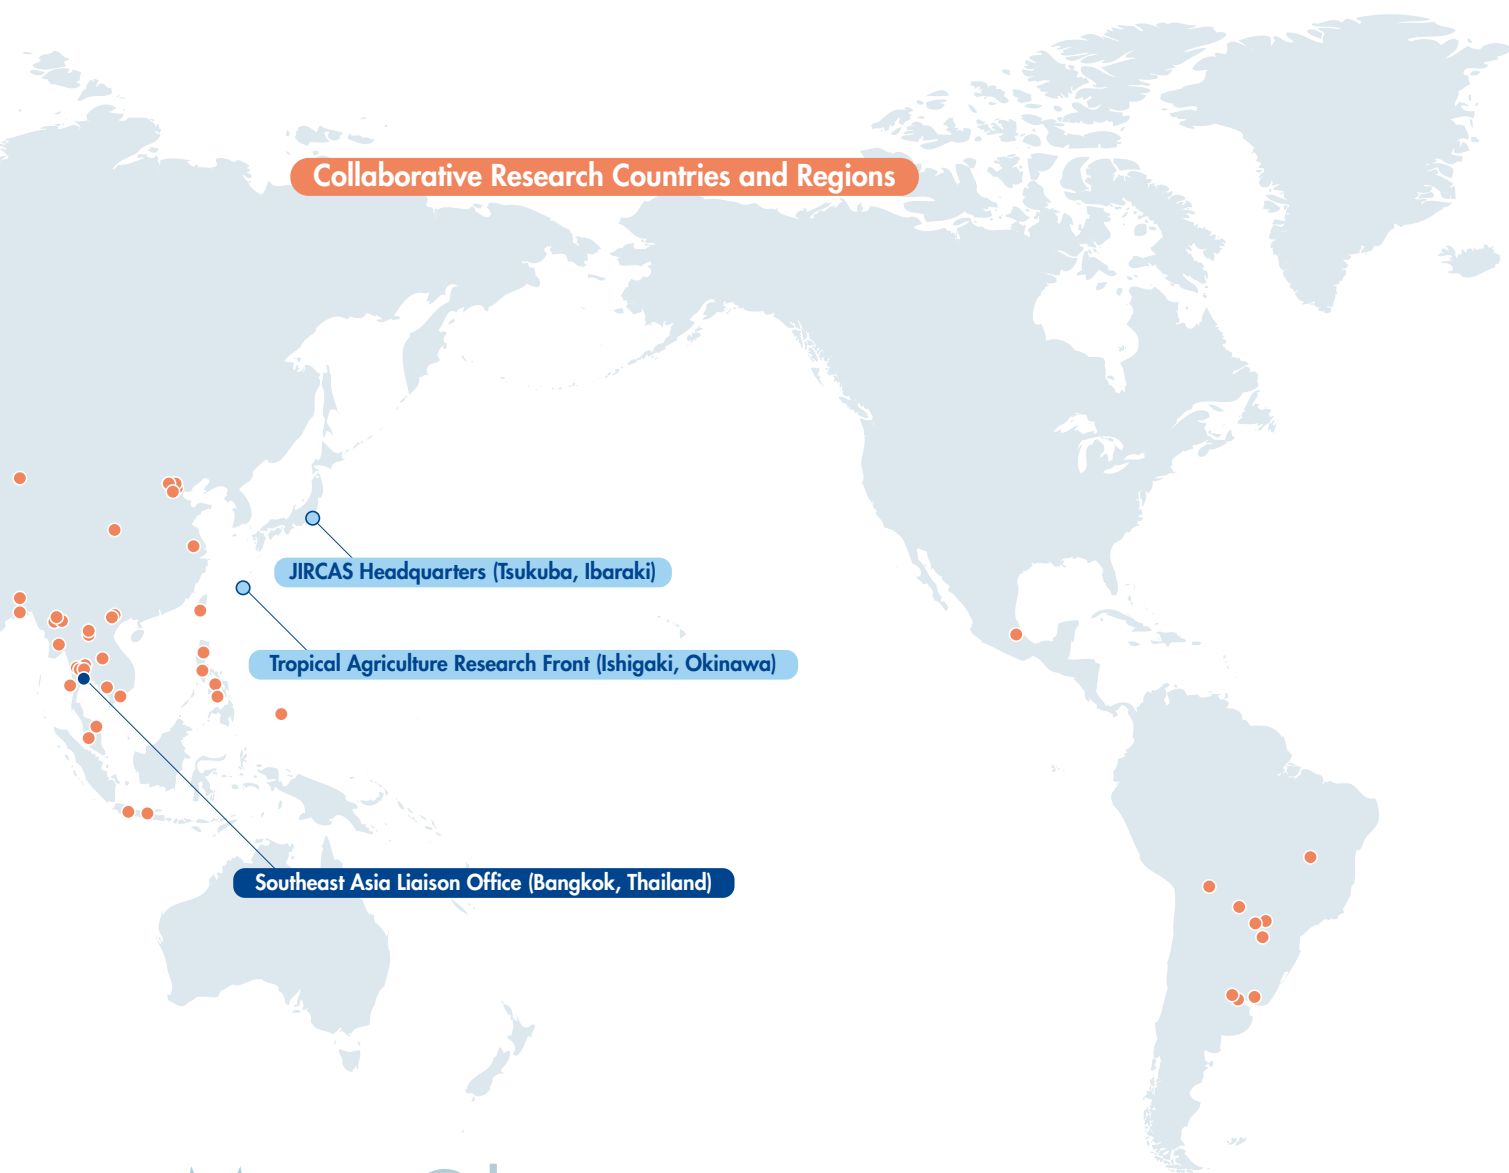 Collaborative Research Countries and Regions
JIRCAS Headquarters (Tsukuba, Ibaraki)
Tropical Agriculture Research Front (Ishigaki, Okinawa)
Southeast Asia Liaison Office (Bangkok, Thailand)